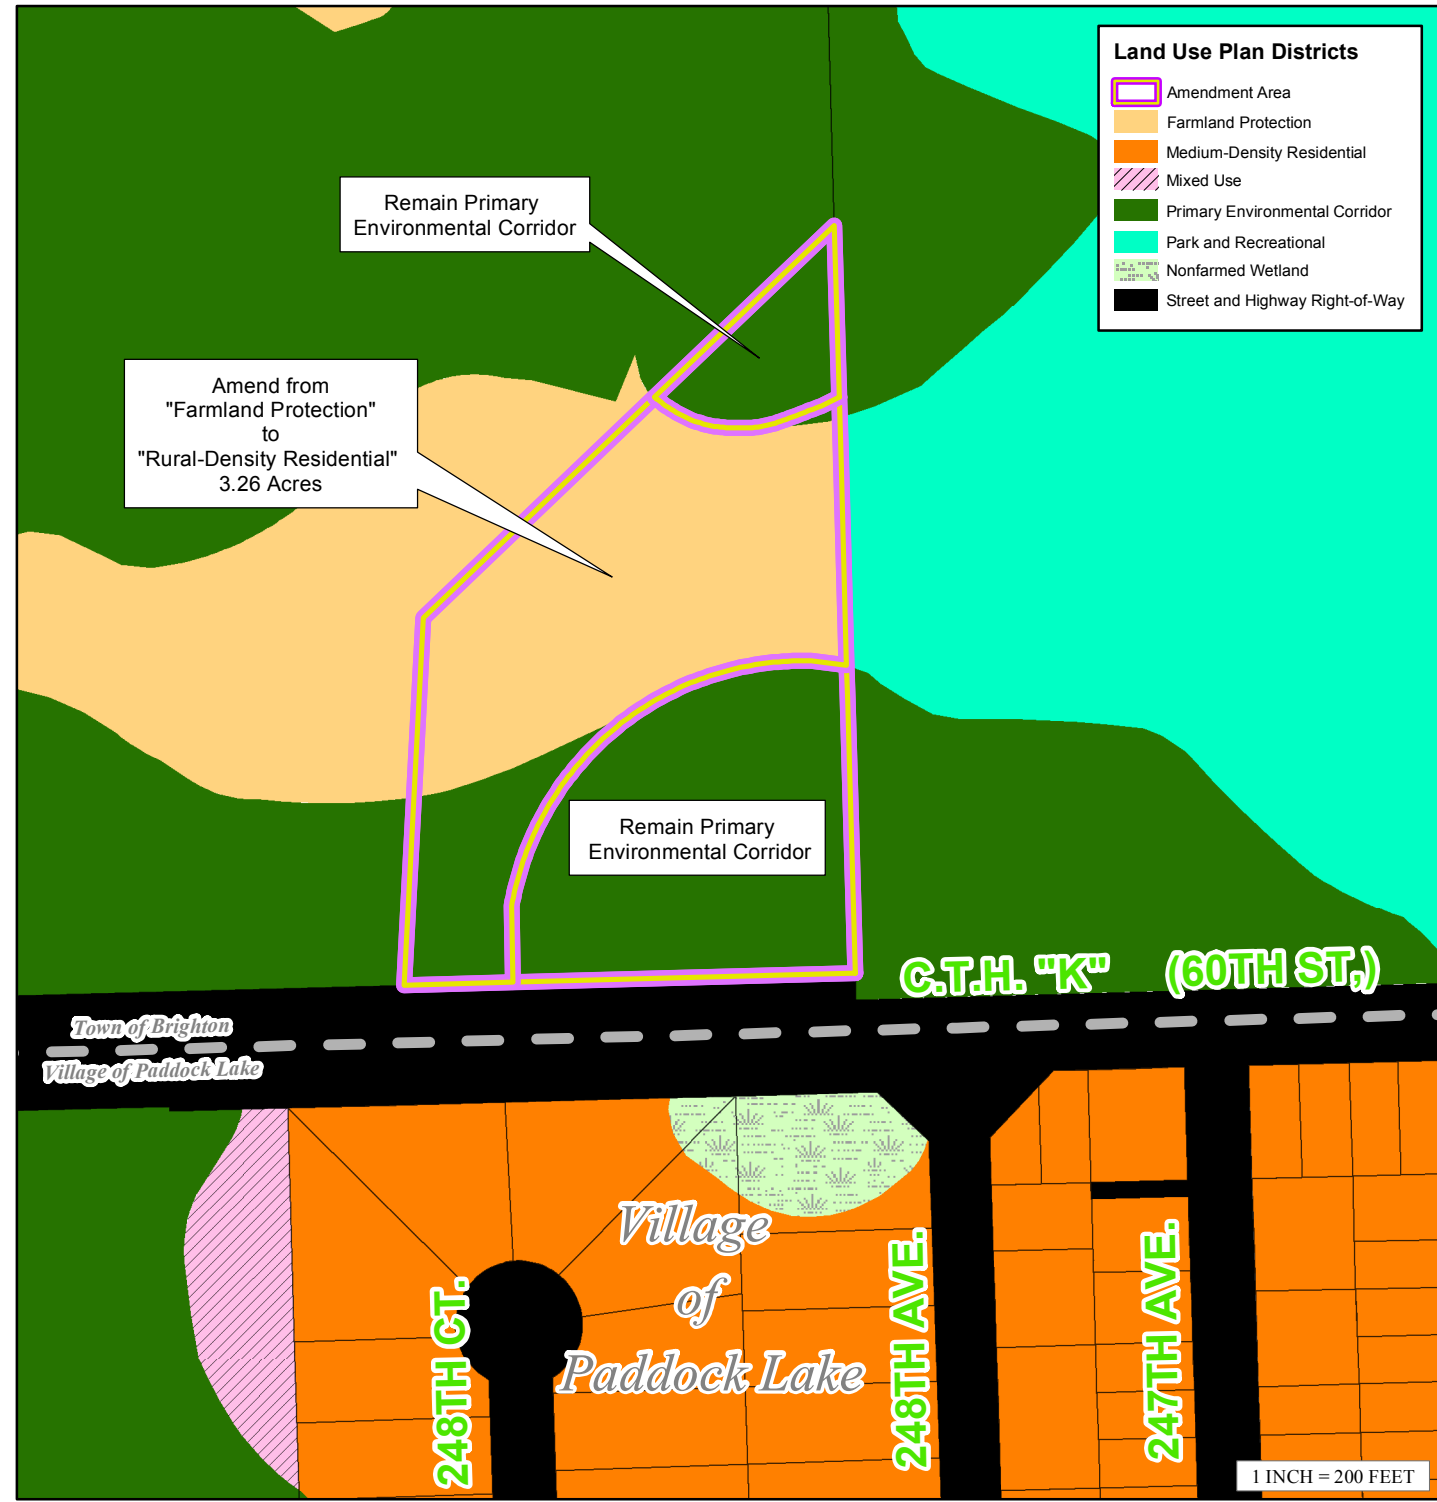 Land Use Plan Districts
Amendment Area
Farmland Protection
Medium-Density Residential
Mixed Use
Primary Environmental Corridor
Park and Recreational
Nonfarmed Wetland
Street and Highway Right-of-Way
Remain Primary
Environmental Corridor
Amend from
"Farmland Protection"
to
"Rural-Density Residential"
3.26 Acres
Remain Primary
Environmental Corridor
C.T.H. "K" (60TH ST,)
Town of Brighton
Village of Paddock Lake
Village
of
Paddock Lake
248TH CT.
248TH AVE.
247TH AVE.
1 INCH = 200 FEET